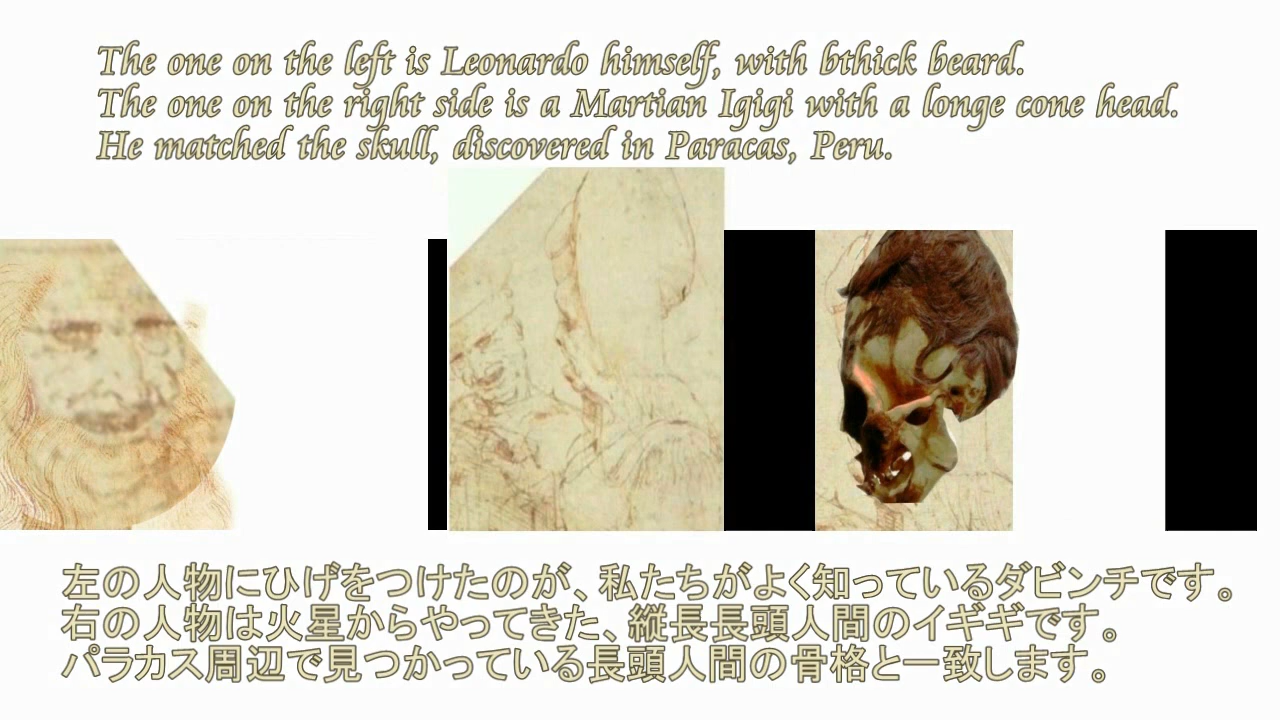 The one on the left is Leonardo himself, with bthick beard.
The one on the right side is a Martian Igigi with a longe cone head.
He matched the skull, discovered in Paracas, Peru.
左の人物にひげをつけたのが、私たちがよく知っているダビンチです。
右の人物は火星からやってきた、縦長長頭人間のイギギです。
パラカス周辺で見つかっている長頭人間の骨格と一致します。